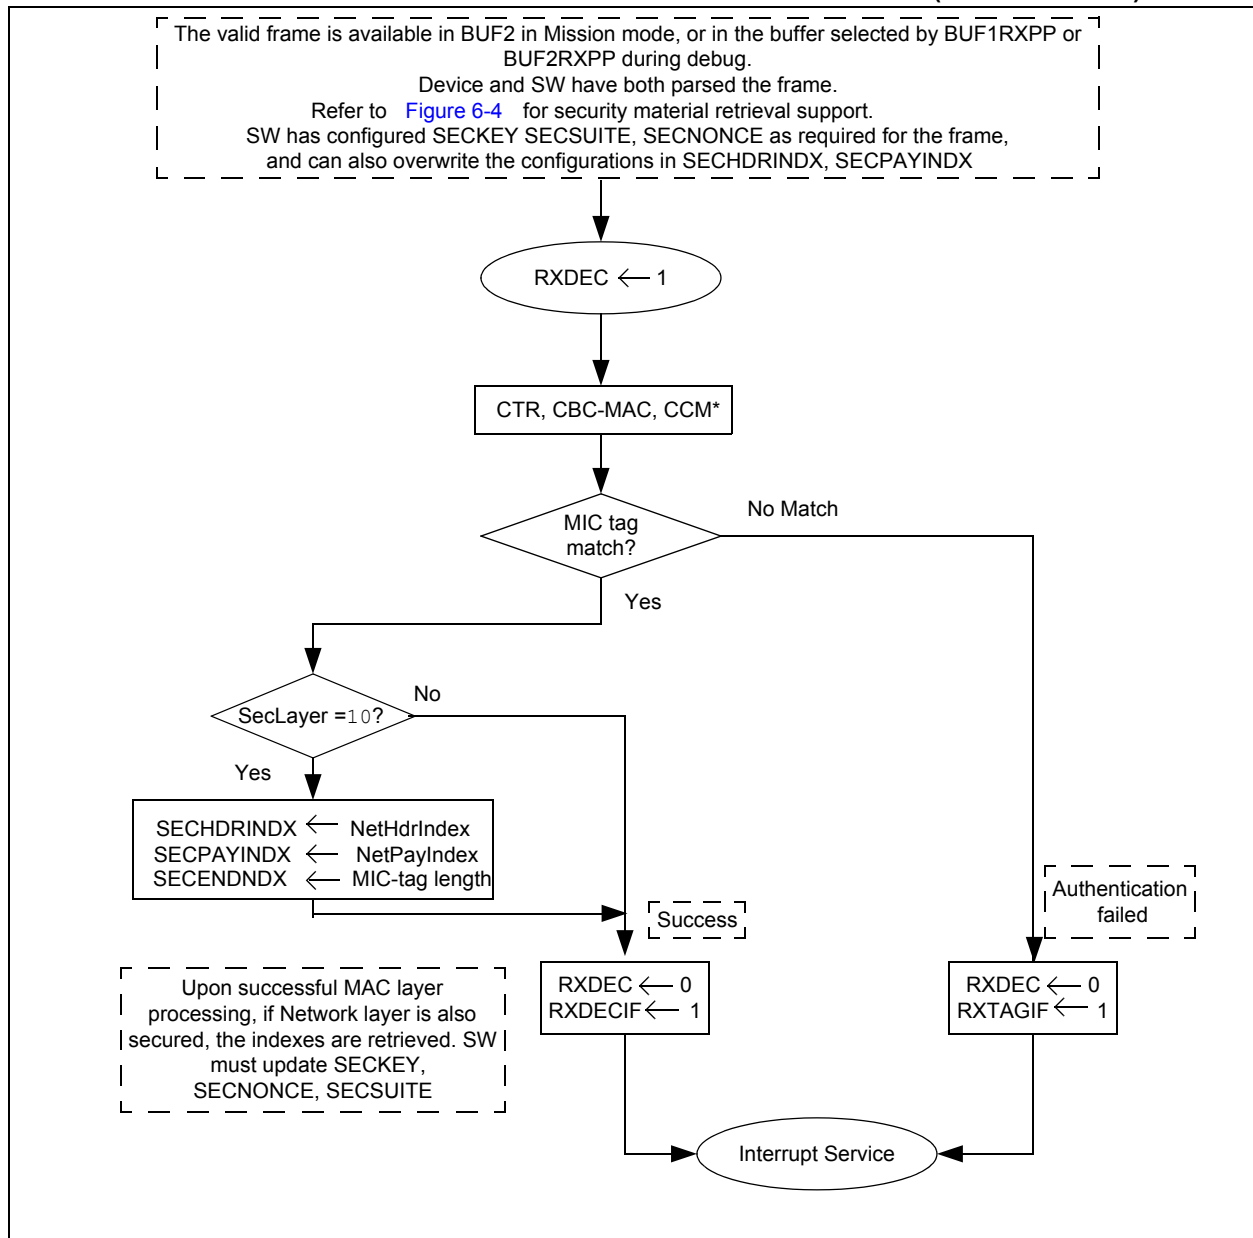 The valid frame is available in BUF2 in Mission mode, or in the buffer selected by BUF1RXPP or
BUF2RXPP during debug.
Device and SW have both parsed the frame.
Refer to Figure 6-4 for security material retrieval support.
SW has configured SECKEY SECSUITE, SECNONCE as required for the frame,
and can also overwrite the configurations in SECHDRINDX, SECPAYINDX
RXDEC ← 1
CTR, CBC-MAC, CCM*
MIC tag
match?
No Match
Yes
SecLayer =10?
No
Yes
SECHDRINDX ← NetHdrIndex
SECPAYINDX ← NetPayIndex
SECENDNDX ← MIC-tag length
Success
Authentication
failed
Upon successful MAC layer
processing, if Network layer is also
secured, the indexes are retrieved. SW
must update SECKEY,
SECNONCE, SECSUITE
RXDEC ← 0
RXDECIF ← 1
RXDEC ← 0
RXTAGIF ← 1
Interrupt Service